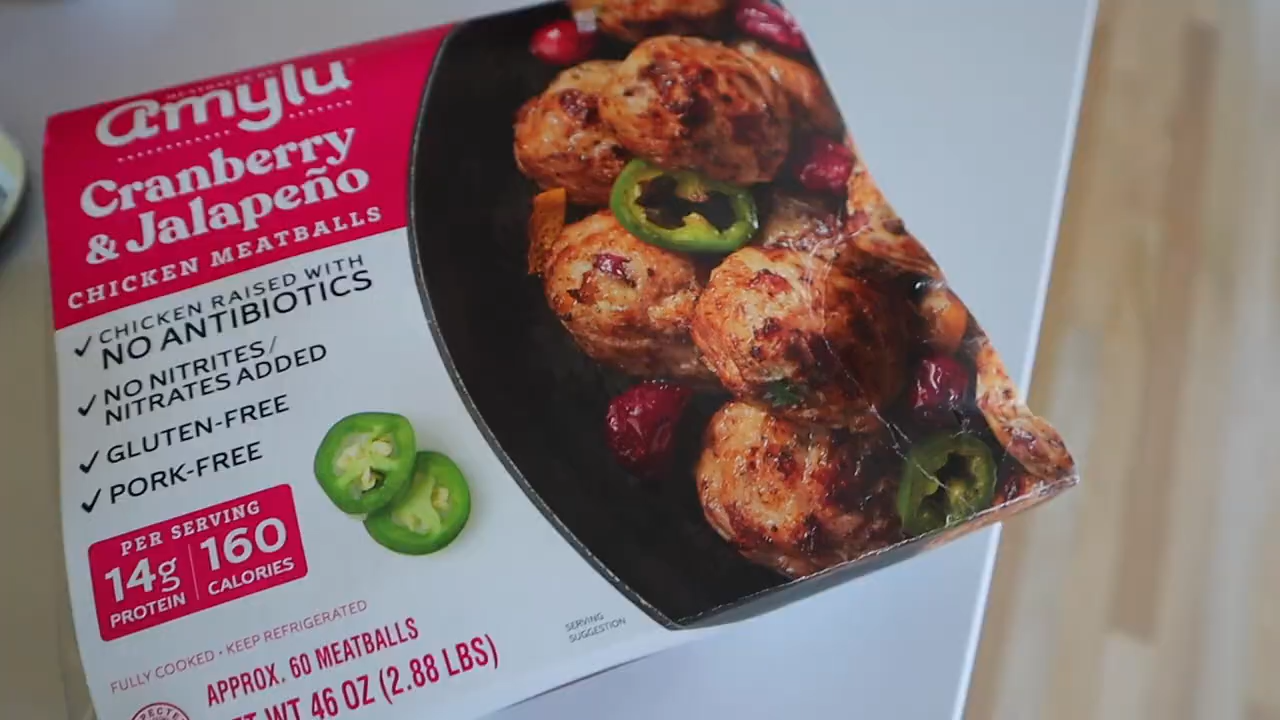 amylu
Cranberry
& Jalapeño
CHICKEN MEATBALLS
✓ CHICKEN RAISED WITH
NO ANTIBIOTICS
✓ NO NITRITES/
NITRATES ADDED
✓ GLUTEN-FREE
✓ PORK-FREE
PER SERVING
14g 160
PROTEIN CALORIES
FULLY COOKED • KEEP REFRIGERATED
APPROX. 60 MEATBALLS
WT 46 OZ (2.88 LBS)
SERVING
SUGGESTION